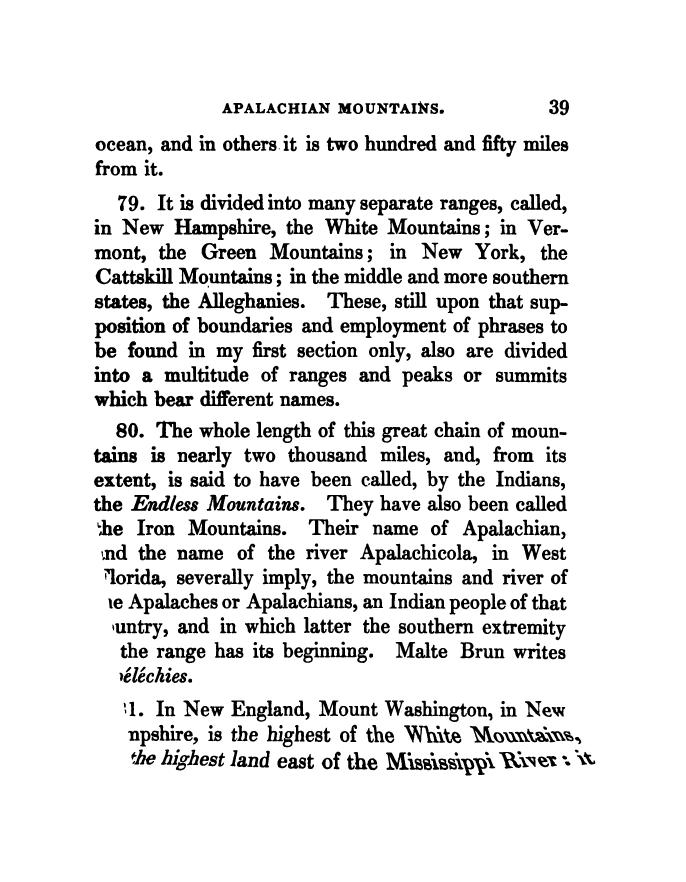 APALACHIAN MOUNTAINS. 39
ocean, and in others it is two hundred and fifty miles
from it.
79. It is divided into many separate ranges, called,
in New Hampshire, the White Mountains; in Ver-
mont, the Green Mountains; in New York, the
Cattskill Mountains; in the middle and more southern
states, the Alleghanies. These, still upon that sup-
position of boundaries and employment of phrases to
be found in my first section only, also are divided
into a multitude of ranges and peaks or summits
which bear different names.
80. The whole length of this great chain of moun-
tains is nearly two thousand miles, and, from its
extent, is said to have been called, by the Indians,
the Endless Mountains. They have also been called
he Iron Mountains. Their name of Apalachian,
nd the name of the river Apalachicola, in West
lorida, severally imply, the mountains and river of
e Apalaches or Apalachians, an Indian people of that
untry, and in which latter the southern extremity
the range has its beginning. Malte Brun writes
éléchies.
1. In New England, Mount Washington, in New
npshire, is the highest of the White Mountains,
the highest land east of the Mississippi River: it